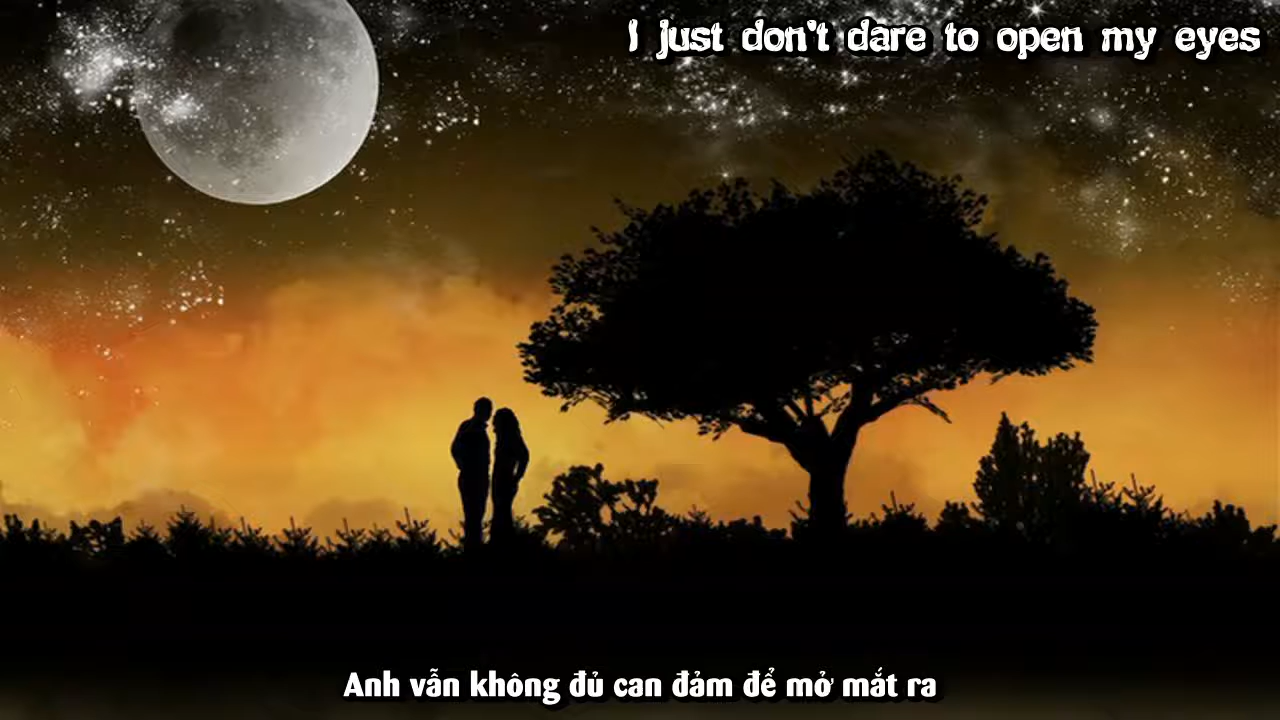 I just don't dare to open my eyes
Anh vẫn không đủ can đảm để mở mắt ra